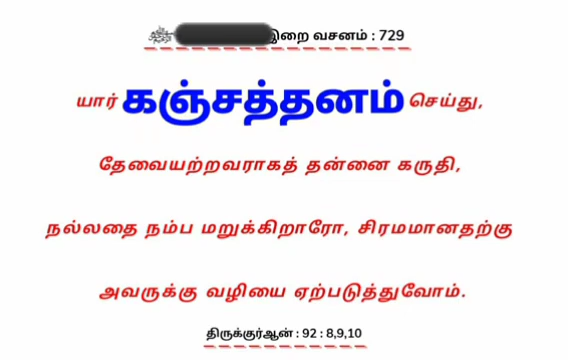 இறை வசனம் : 729
யார் கஞ்சத்தனம் செய்து,
தேவையற்றவராகத் தன்னை கருதி,
நல்லதை நம்ப மறுக்கிறாரோ, சிரமமானதற்கு
அவருக்கு வழியை ஏற்படுத்துவோம்.
திருக்குர்ஆன் : 92 : 8,9,10